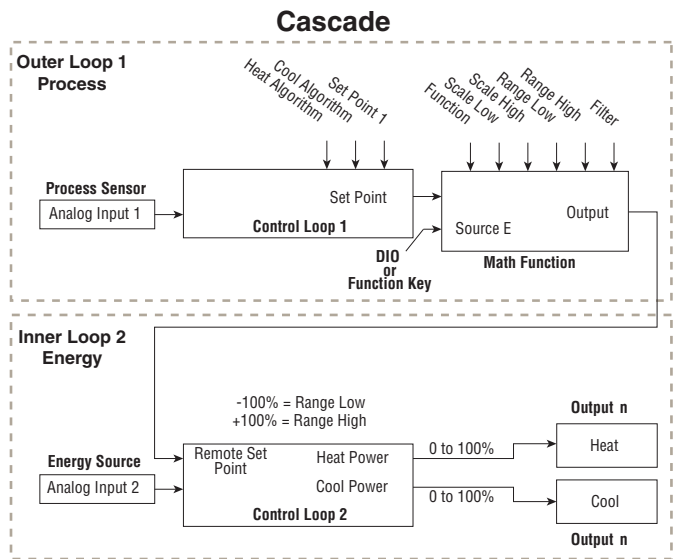 Cascade
Outer Loop 1
Process
Heat Algorithm
Cool Algorithm
Set Point 1
Function
Scale Low
Scale High
Range Low
Range High
Filter
Process Sensor
Analog Input 1
Set Point
Control Loop 1
DIO
or
Function Key
Source E
Output
Math Function
Inner Loop 2
Energy
-100% = Range Low
+100% = Range High
Energy Source
Analog Input 2
Remote Set
Point
Heat Power
Cool Power
Control Loop 2
0 to 100%
0 to 100%
Output n
Heat
Cool
Output n